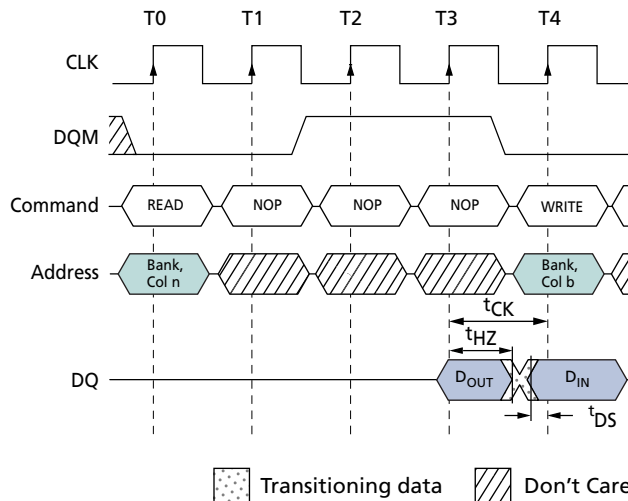 T0 T1 T2 T3 T4
CLK
DQM
Command READ NOP NOP NOP WRITE
Address Bank, Col n Bank, Col b
tCK
tHZ
DQ DOUT DIN
tDS
Transitioning data Don't Care